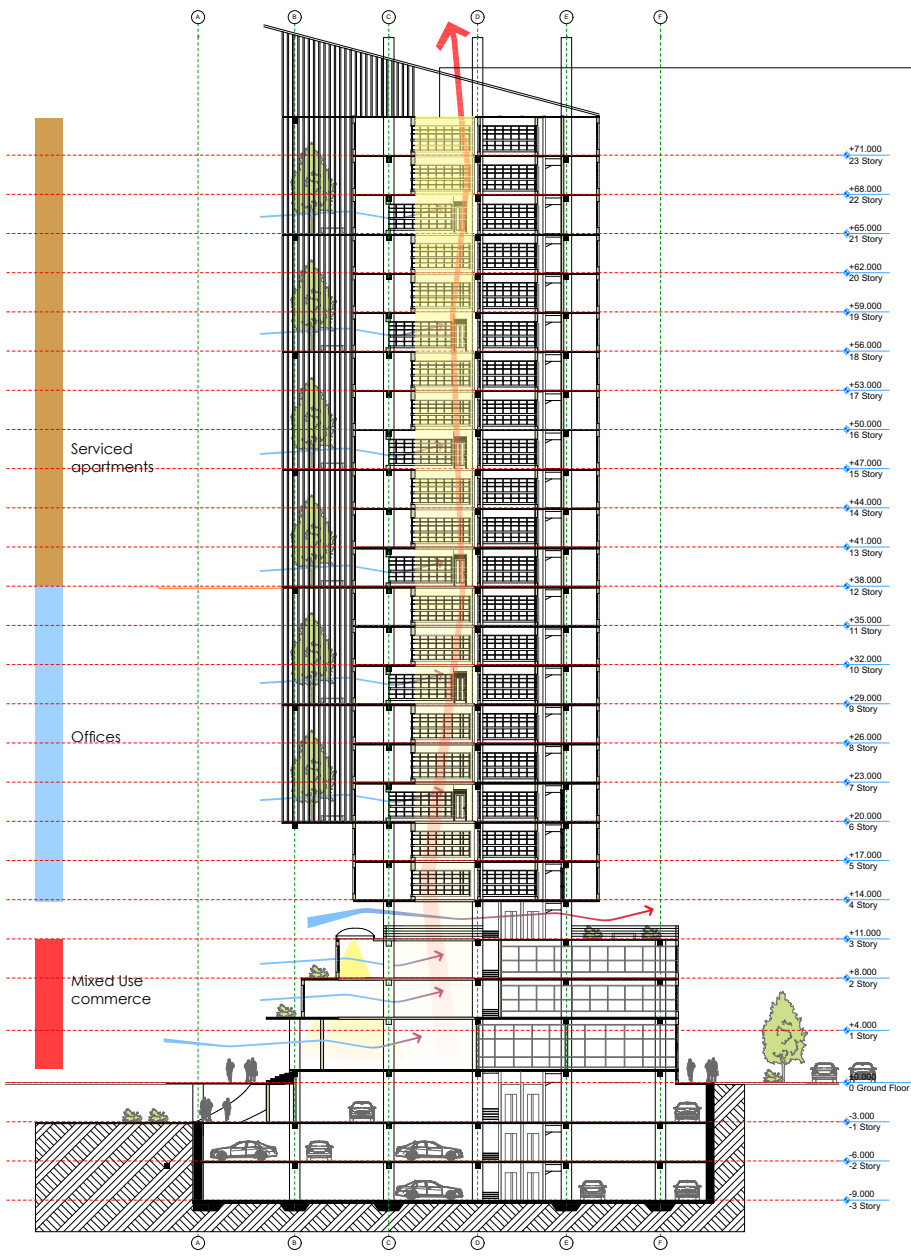 A B C D E F
+71.000
23 Story
+68.000
22 Story
+65.000
21 Story
+62.000
20 Story
+59.000
19 Story
+56.000
18 Story
+53.000
17 Story
+50.000
16 Story
Serviced
apartments
+47.000
15 Story
+44.000
14 Story
+41.000
13 Story
+38.000
12 Story
+35.000
11 Story
+32.000
10 Story
+29.000
9 Story
Offices
+26.000
8 Story
+23.000
7 Story
+20.000
6 Story
+17.000
5 Story
+14.000
4 Story
+11.000
3 Story
Mixed Use
commerce
+8.000
2 Story
+4.000
1 Story
±0.000
0 Ground Floor
-3.000
-1 Story
-6.000
-2 Story
-9.000
-3 Story
A B C D E F